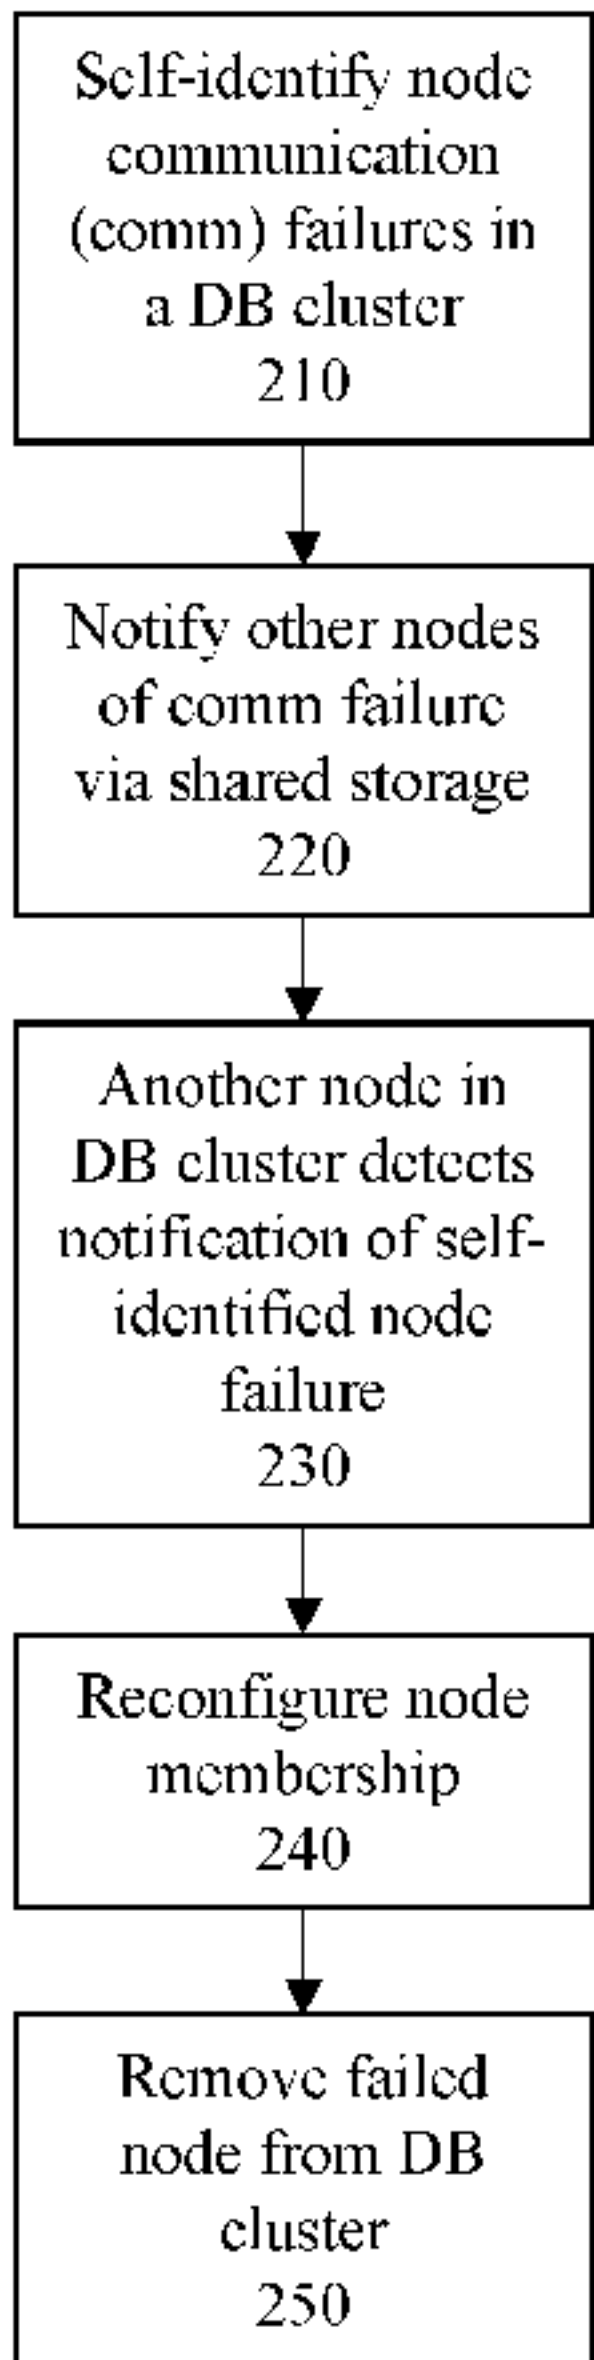 Self-identify node
communication
(comm) failures in
a DB cluster
210
Notify other nodes
of comm failure
via shared storage
220
Another node in
DB cluster detects
notification of self-
identified node
failure
230
Reconfigure node
membership
240
Remove failed
node from DB
cluster
250